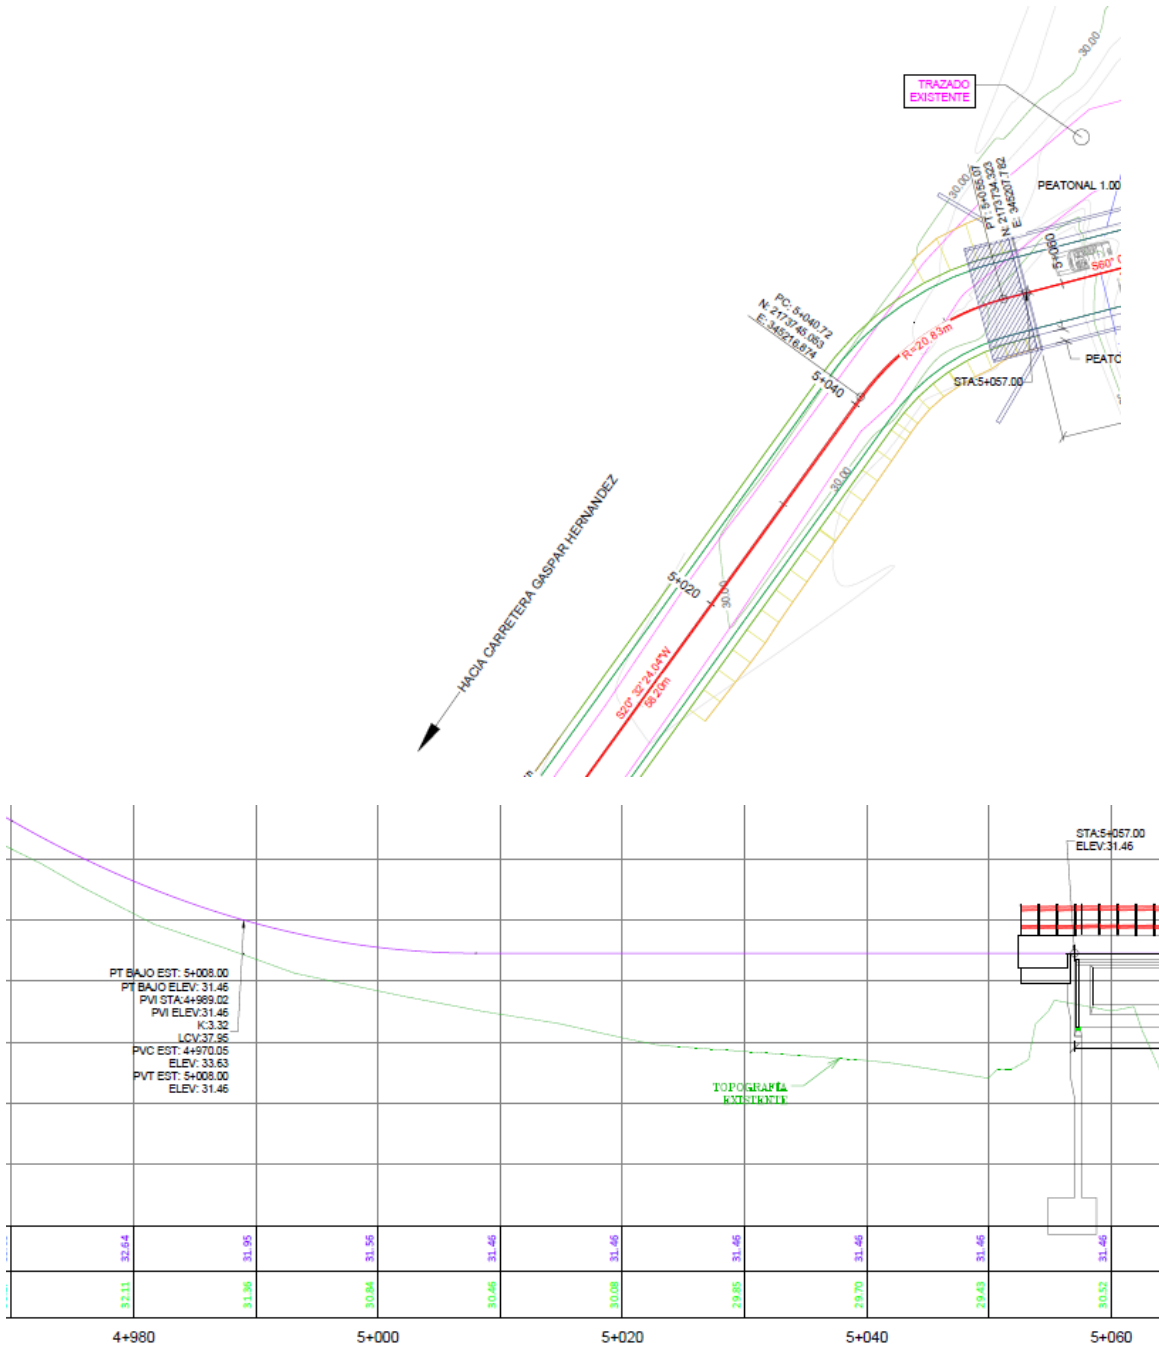 30.00
TRAZADO
EXISTENTE
30.00
PT: 5+055.07
N: 2173734.323
E: 345207.782
PEATONAL 1.00
5+060
S60° 0
PC: 5+040.72
N: 2173745.053
E: 345216.674
R=20.83m
5+040
STA:5+057.00
PEATO
30.00
HACIA CARRETERA GASPAR HERNANDEZ
5+020
30.00
S20° 32' 24.04"W
58.20m
STA:5+057.00
ELEV:31.46
PT BAJO EST: 5+008.00
PT BAJO ELEV: 31.46
PVI STA:4+989.02
PVI ELEV:31.46
K:3.32
LCV:37.95
PVC EST: 4+970.05
ELEV: 33.63
PVT EST: 5+008.00
ELEV: 31.46
TOPOGRAFÍA
EXISTENTE
32.64 31.95 31.56 31.46 31.46 31.46 31.46 31.46 31.46
32.11 31.36 30.84 30.46 30.08 29.85 29.70 29.43 30.52
4+980 5+000 5+020 5+040 5+060